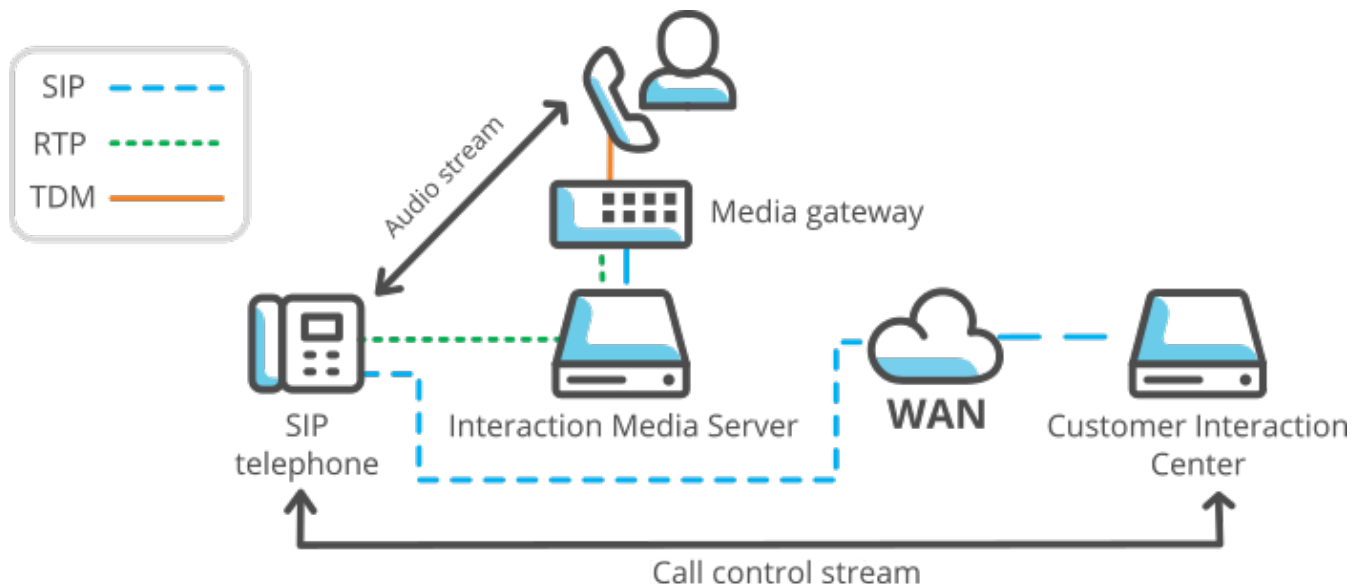 SIP
RTP
TDM
Audio stream
Media gateway
SIP
telephone
Interaction Media Server
WAN
Customer Interaction
Center
Call control stream